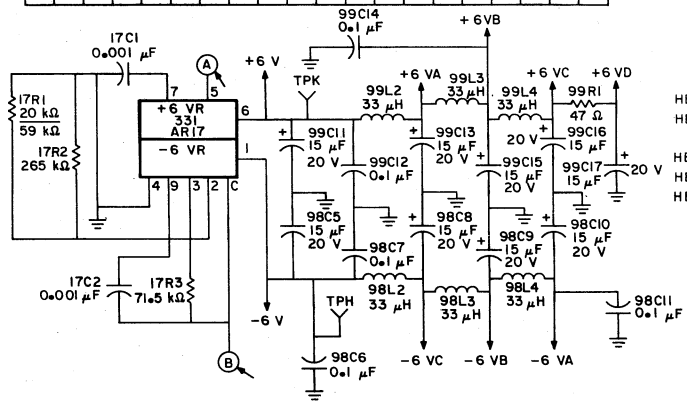 99C14
0.1 µF
+6 VB
17C1
0.001 µF
A
+6 V
TPK
99L2
33 µH
+6 VA
99L3
33 µH
99L4
33 µH
+6 VC
99R1
47 Ω
+6 VD
17R1
20 kΩ
59 kΩ
17R2
265 kΩ
7
5
+6 VR
331
AR17
-6 VR
6
1
4
9
3
2
C
+
99C11
15 µF
20 V
99C12
0.1 µF
+
99C13
15 µF
20 V
+
99C15
15 µF
20 V
+
20 V
99C16
15 µF
99C17
15 µF
+
20 V
HE
HE
HE
HE
HE
98C5
15 µF
20 V
98C7
0.1 µF
+
98C8
15 µF
20 V
+
98C9
15 µF
20 V
+
98C10
15 µF
20 V
17C2
0.001 µF
17R3
71.5 kΩ
B
-6 V
TPH
98C6
0.1 µF
98L2
33 µH
98L3
33 µH
98L4
33 µH
98C11
0.1 µF
-6 VC
-6 VB
-6 VA